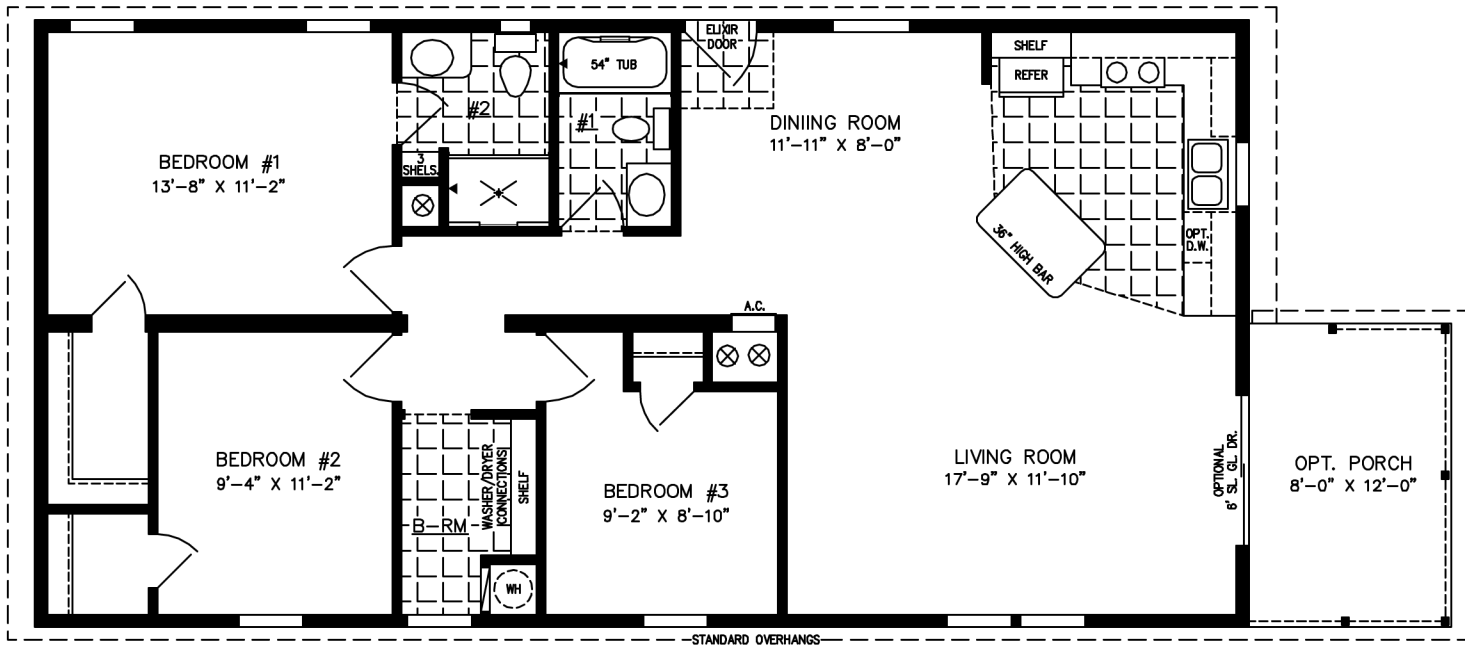 ELIXIR
DOOR
SHELF
54" TUB
REFER
#2
#1
DINIING ROOM
11'-11" X 8'-0"
BEDROOM #1
13'-8" X 11'-2"
3
SHELS.
36" HIGH BAR
OPT.
D.W.
A.C.
BEDROOM #2
9'-4" X 11'-2"
WASHER/DRYER
(CONNECTIONS)
SHELF
BEDROOM #3
9'-2" X 8'-10"
LIVING ROOM
17'-9" X 11'-10"
OPTIONAL
6' SL GL DR.
OPT. PORCH
8'-0" X 12'-0"
B-RM
WH
STANDARD OVERHANGS